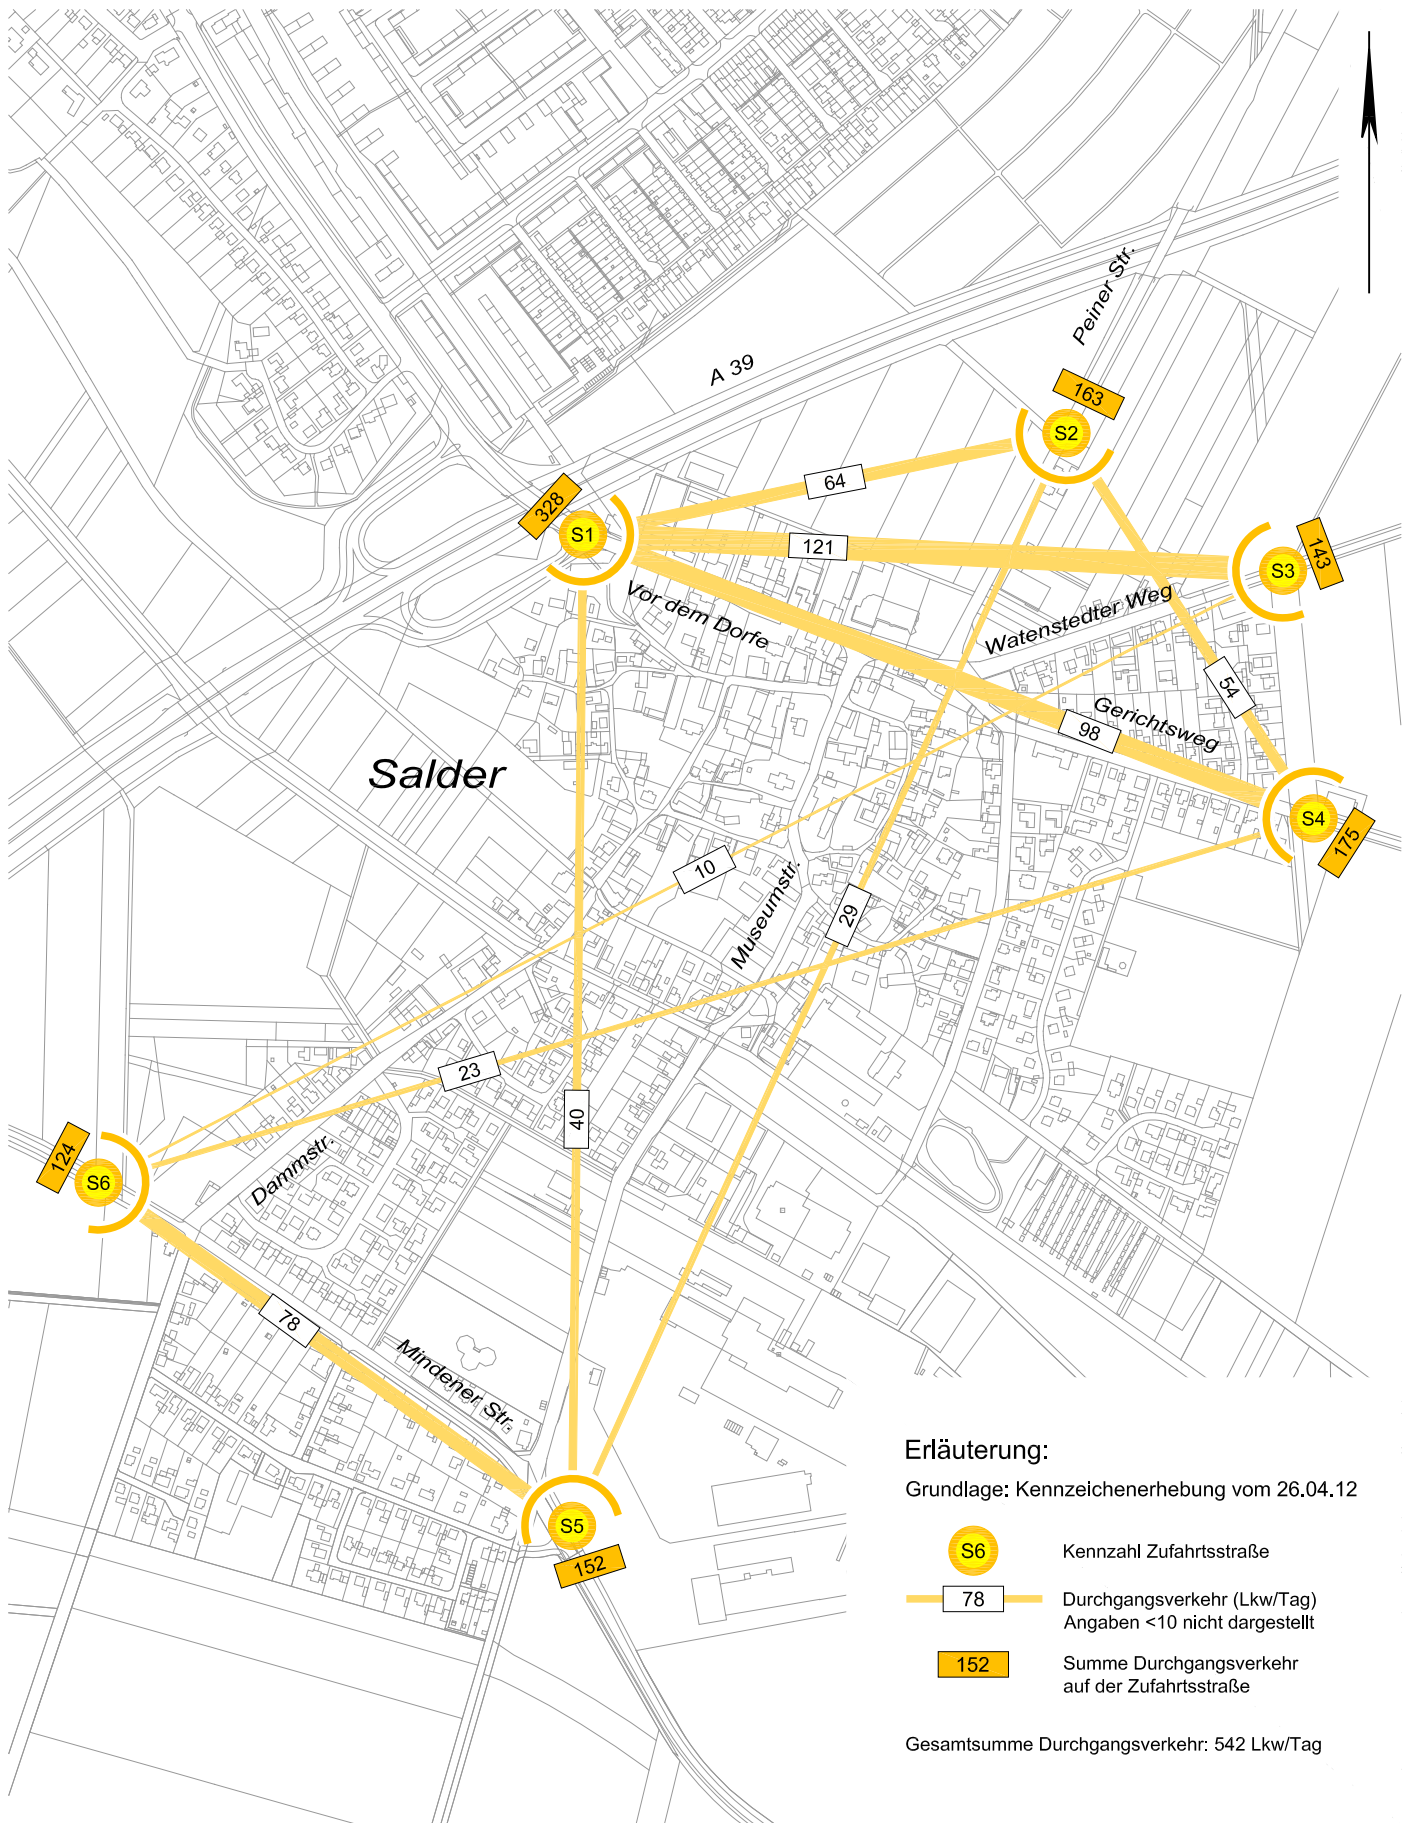 Peiner Str.
A 39
163
S2
64
328
S1
121
143
S3
Vor dem Dorfe
Watenstedter Weg
54
Gerichtsweg
98
Salder
S4
175
10
Museumstr.
29
23
40
124
S6
Dammstr.
78
Mindener Str.
S5
152
Erläuterung:
Grundlage: Kennzeichenerhebung vom 26.04.12
S6
Kennzahl Zufahrtsstraße
78
Durchgangsverkehr (Lkw/Tag)
Angaben <10 nicht dargestellt
152
Summe Durchgangsverkehr
auf der Zufahrtsstraße
Gesamtsumme Durchgangsverkehr: 542 Lkw/Tag